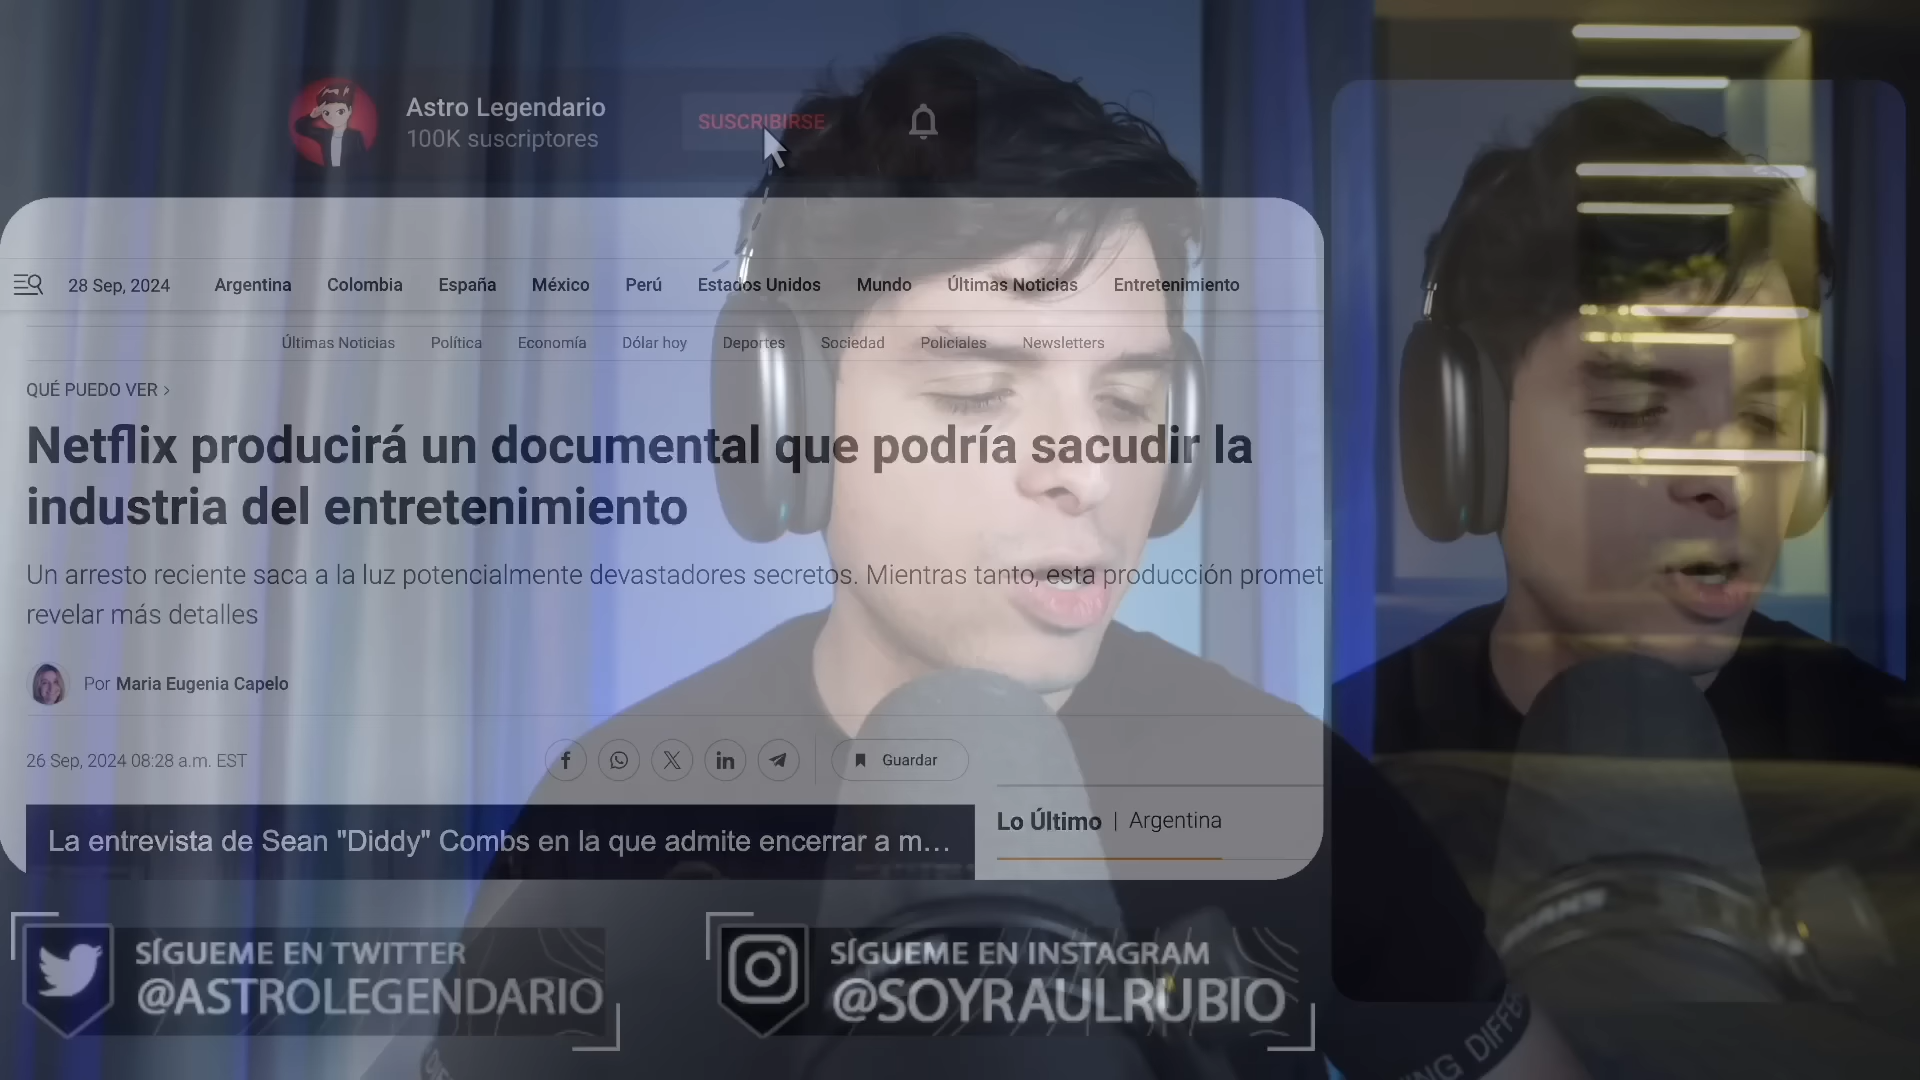 Astro Legendario
100K suscriptores
SUSCRIBIRSE
28 Sep, 2024 Argentina Colombia España México Perú Estados Unidos Mundo Últimas Noticias Entretenimiento
Últimas Noticias Política Economía Dólar hoy Deportes Sociedad Policiales Newsletters
QUÉ PUEDO VER >
Netflix producirá un documental que podría sacudir la
industria del entretenimiento
Un arresto reciente saca a la luz potencialmente devastadores secretos. Mientras tanto, esta producción promet
revelar más detalles
Por Maria Eugenia Capelo
26 Sep, 2024 08:28 a.m. EST
Guardar
La entrevista de Sean "Diddy" Combs en la que admite encerrar a m...
Lo Último | Argentina
SÍGUEME EN TWITTER
@ASTROLEGENDARIO
SÍGUEME EN INSTAGRAM
@SOYRAULRUBIO